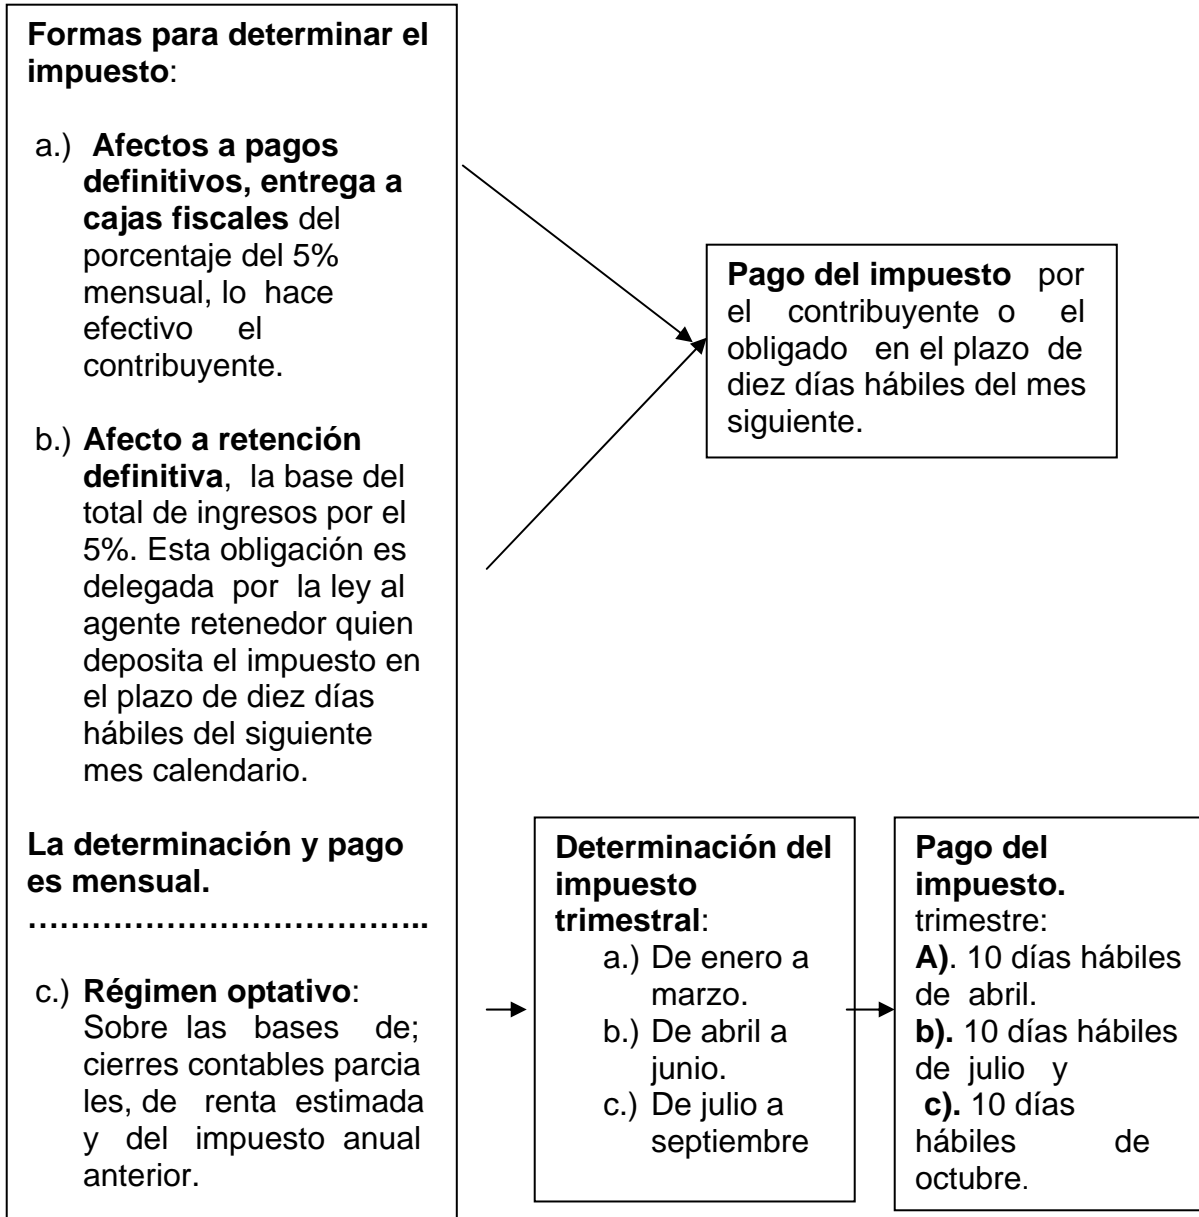 Formas para determinar el
impuesto:
a.) Afectos a pagos
definitivos, entrega a
cajas fiscales del
porcentaje del 5%
mensual, lo hace
efectivo el
contribuyente.
b.) Afecto a retención
definitiva, la base del
total de ingresos por el
5%. Esta obligación es
delegada por la ley al
agente retenedor quien
deposita el impuesto en
el plazo de diez días
hábiles del siguiente
mes calendario.
La determinación y pago
es mensual.
…………………………………..
c.) Régimen optativo:
Sobre las bases de;
cierres contables parcia
les, de renta estimada
y del impuesto anual
anterior.
Pago del impuesto por
el contribuyente o el
obligado en el plazo de
diez días hábiles del mes
siguiente.
Determinación del
impuesto
trimestral:
a.) De enero a
marzo.
b.) De abril a
junio.
c.) De julio a
septiembre
Pago del
impuesto.
trimestre:
A). 10 días hábiles
de abril.
b). 10 días hábiles
de julio y
c). 10 días
hábiles de
octubre.